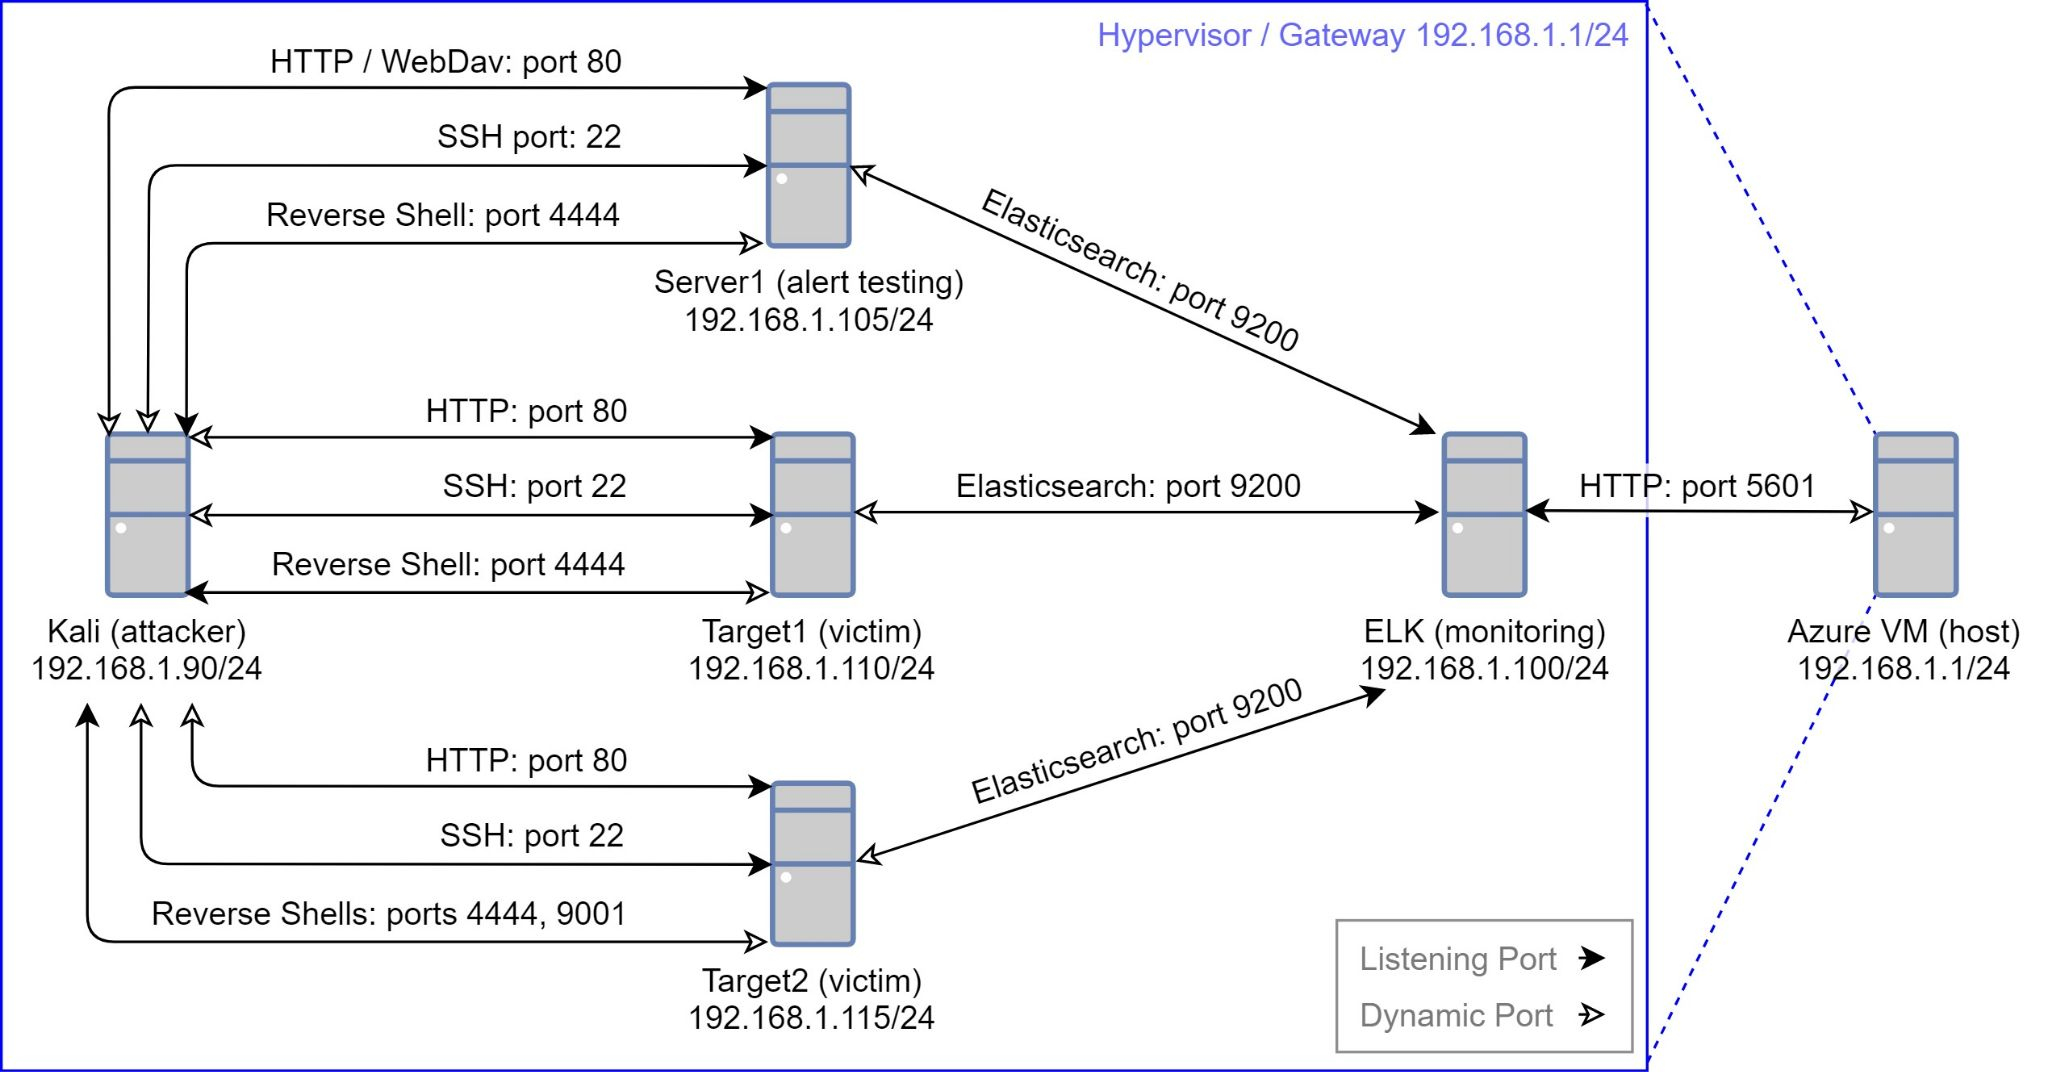 Hypervisor / Gateway 192.168.1.1/24
HTTP / WebDav: port 80
SSH port: 22
Reverse Shell: port 4444
Server1 (alert testing)
192.168.1.105/24
Elasticsearch: port 9200
HTTP: port 80
SSH: port 22
Reverse Shell: port 4444
Elasticsearch: port 9200
HTTP: port 5601
Kali (attacker)
192.168.1.90/24
Target1 (victim)
192.168.1.110/24
ELK (monitoring)
192.168.1.100/24
Azure VM (host)
192.168.1.1/24
Elasticsearch: port 9200
HTTP: port 80
SSH: port 22
Reverse Shells: ports 4444, 9001
Target2 (victim)
192.168.1.115/24
Listening Port
Dynamic Port